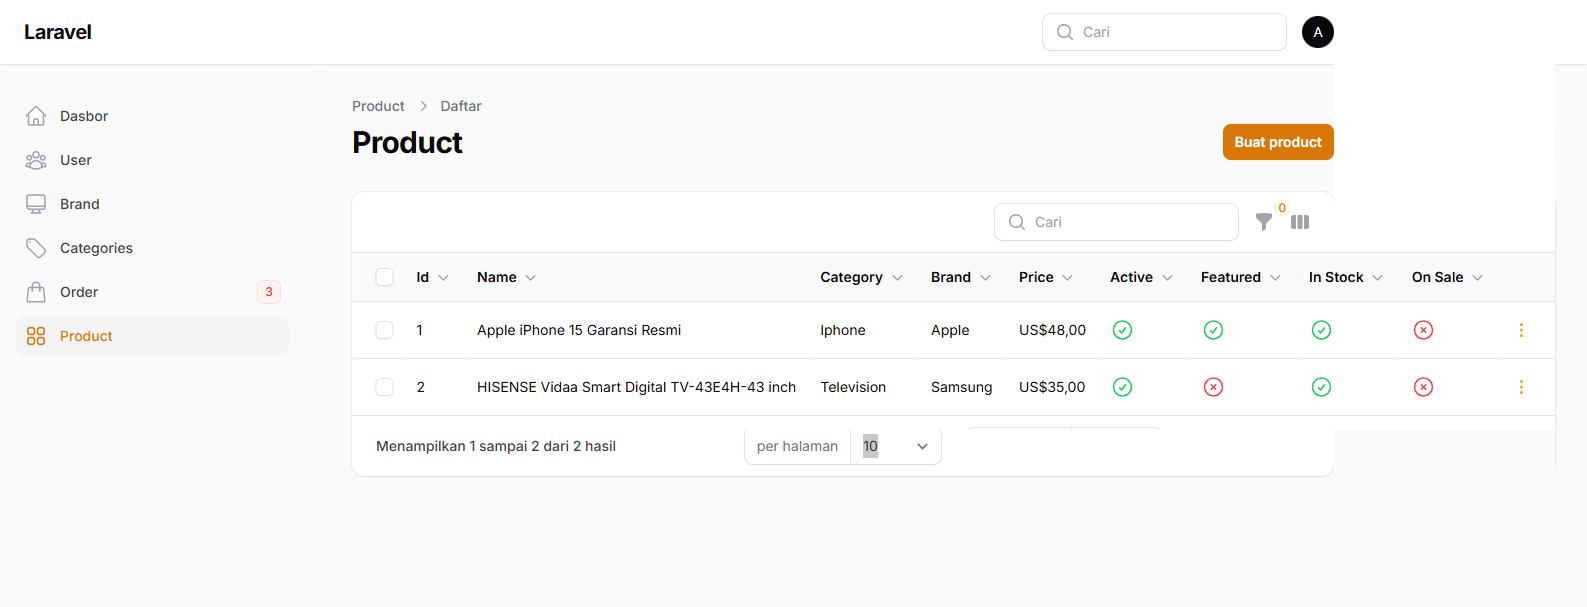 Laravel
Cari
A
Dasbor
User
Brand
Categories
Order 3
Product
Product > Daftar
Product
Buat product
Cari
0
Id Name Category Brand Price Active Featured In Stock On Sale
1 Apple iPhone 15 Garansi Resmi Iphone Apple US$48,00
2 HISENSE Vidaa Smart Digital TV-43E4H-43 inch Television Samsung US$35,00
Menampilkan 1 sampai 2 dari 2 hasil per halaman 10